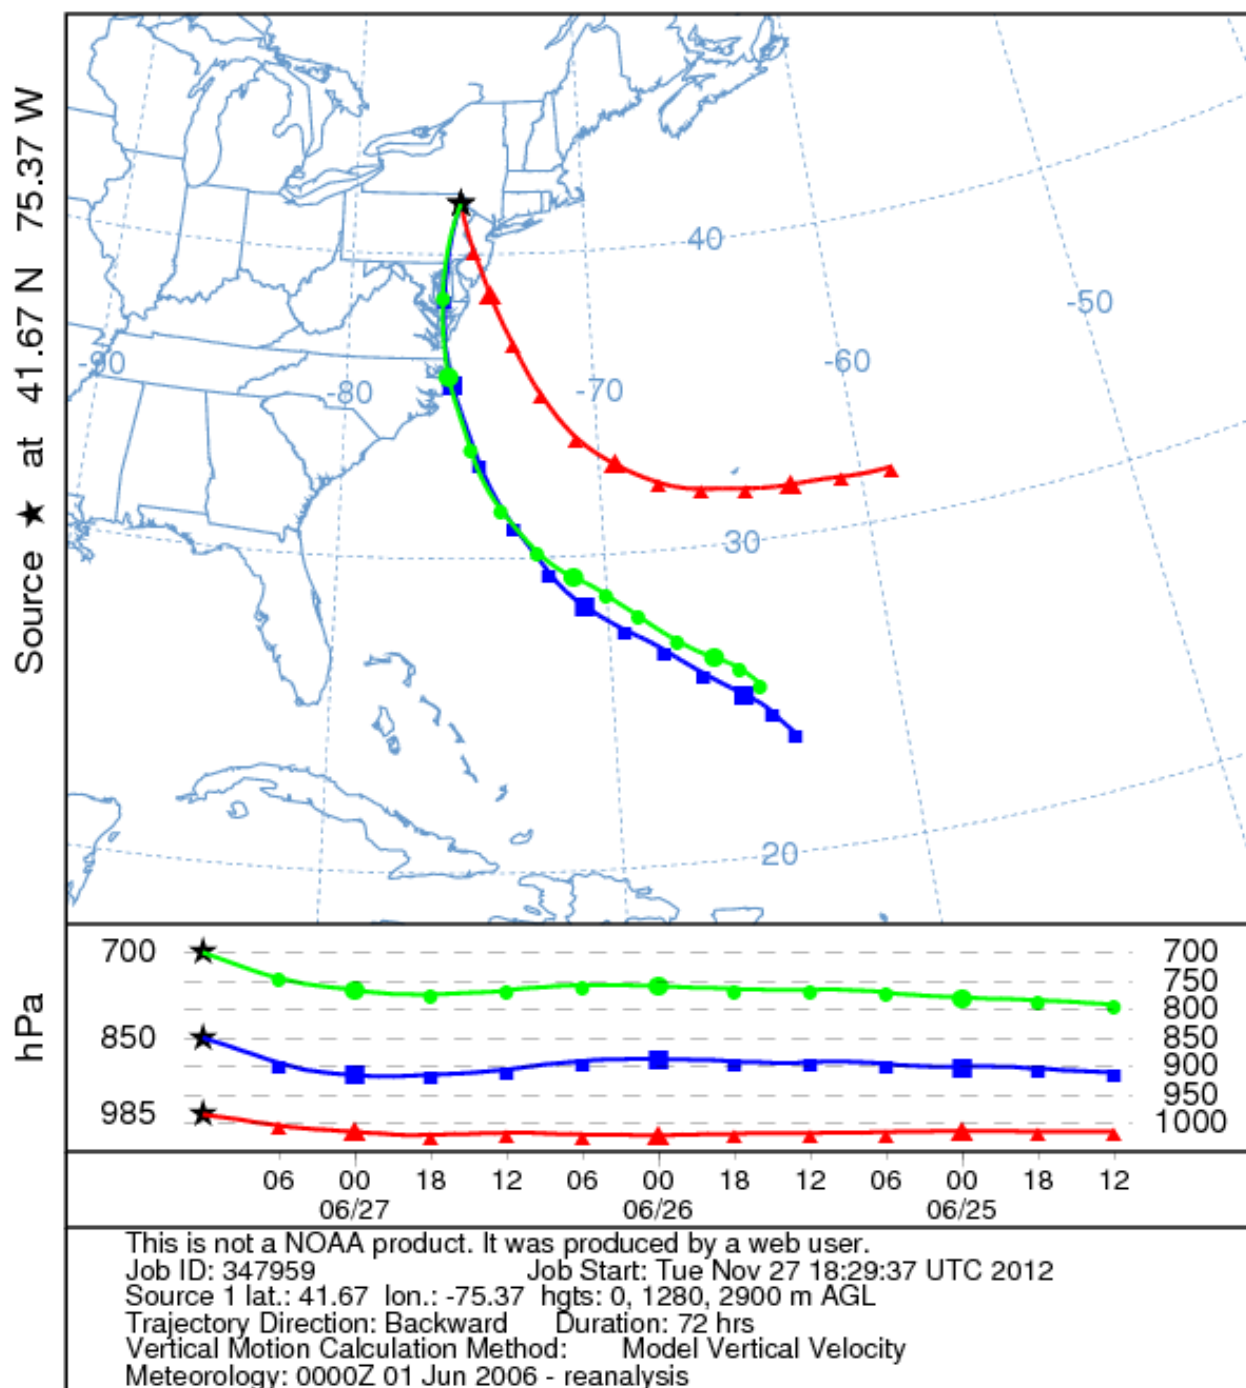 Source ★ at 41.67 N 75.37 W
40
-50
-60
-90
-80
-70
30
20
hPa
700 700
750
800
850 850
900
950
985 1000
06 00 18 12 06 00 18 12 06 00 18 12
06/27 06/26 06/25
This is not a NOAA product. It was produced by a web user.
Job ID: 347959 Job Start: Tue Nov 27 18:29:37 UTC 2012
Source 1 lat.: 41.67 lon.: -75.37 hgts: 0, 1280, 2900 m AGL
Trajectory Direction: Backward Duration: 72 hrs
Vertical Motion Calculation Method: Model Vertical Velocity
Meteorology: 0000Z 01 Jun 2006 - reanalysis